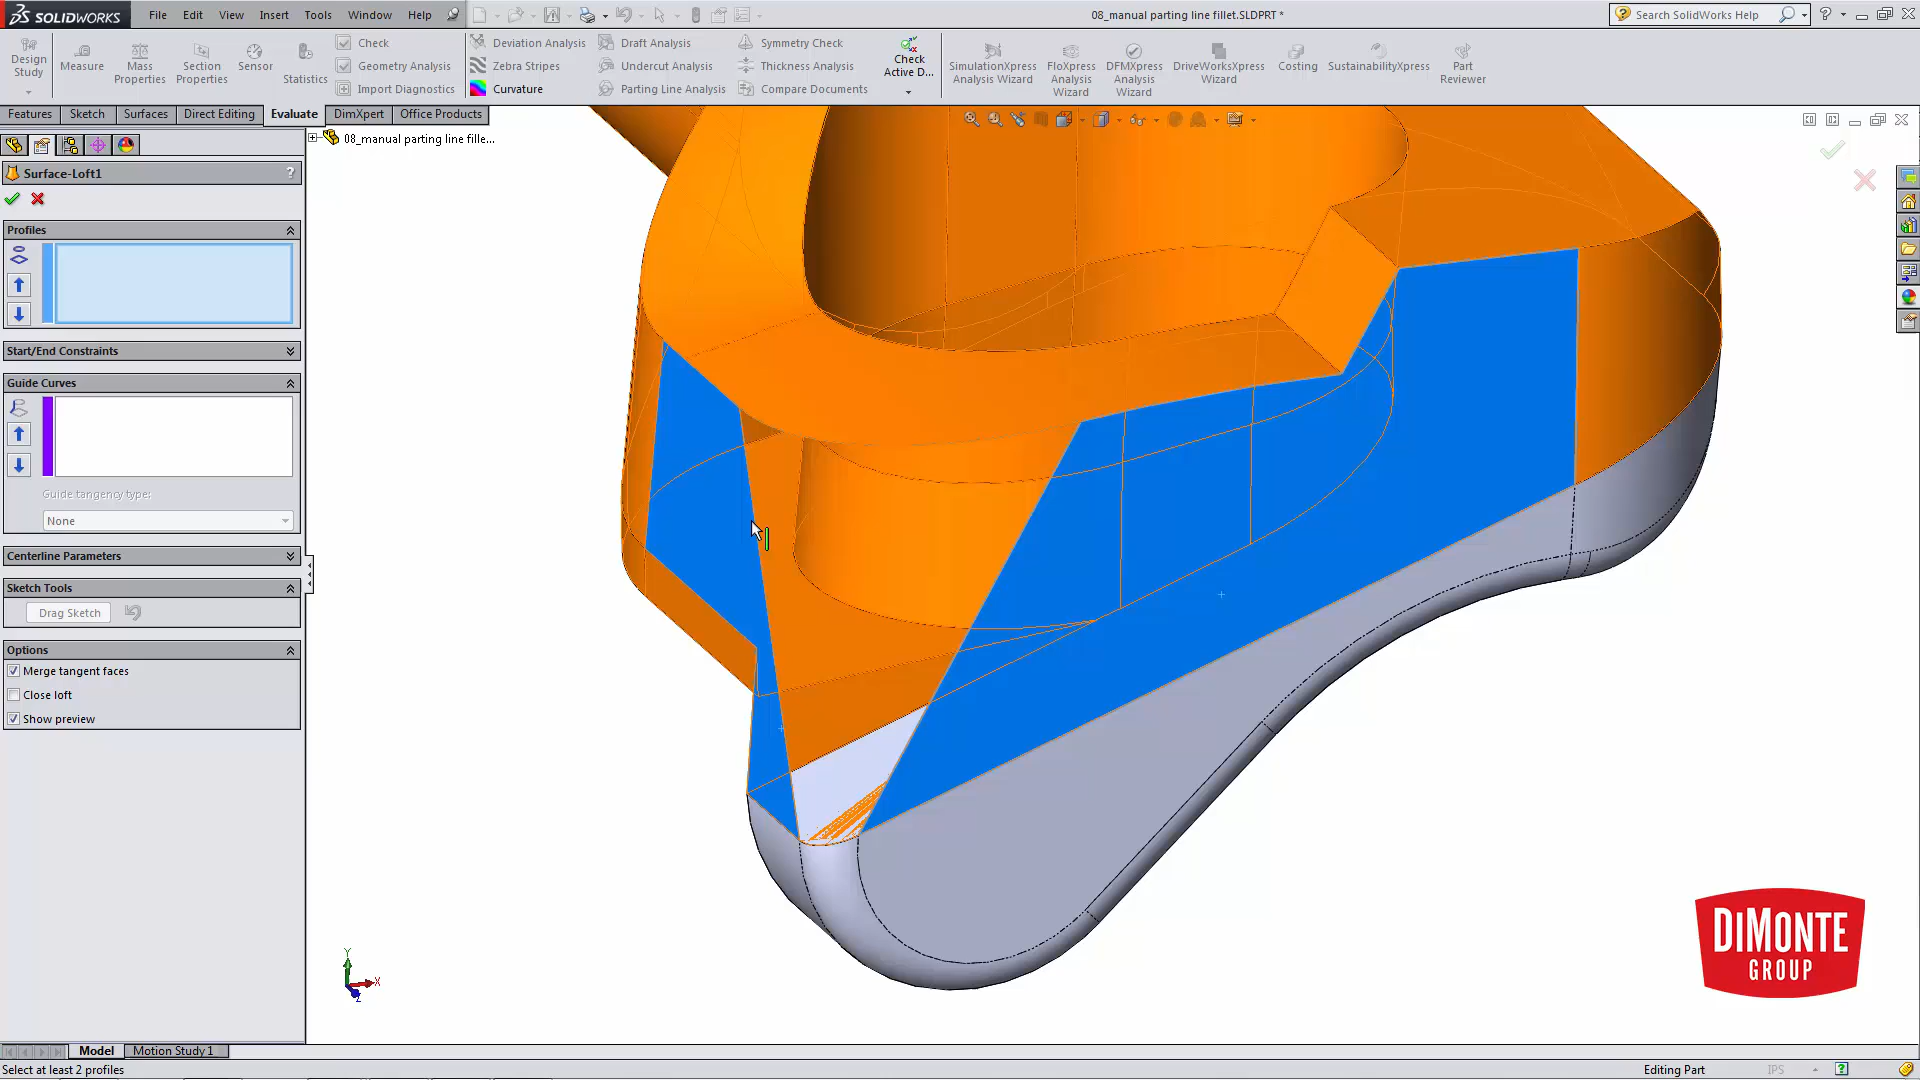 SOLIDWORKS
File Edit View Insert Tools Window Help
08_manual parting line fillet.SLDPRT *
Search SolidWorks Help
Design Study
Measure
Mass Properties
Section Properties
Sensor
Statistics
Check
Geometry Analysis
Import Diagnostics
Deviation Analysis
Zebra Stripes
Curvature
Draft Analysis
Undercut Analysis
Parting Line Analysis
Symmetry Check
Thickness Analysis
Compare Documents
Check Active D...
SimulationXpress Analysis Wizard
FloXpress Analysis Wizard
DFMXpress Analysis Wizard
DriveWorksXpress Wizard
Costing
SustainabilityXpress
Part Reviewer
Features Sketch Surfaces Direct Editing Evaluate DimXpert Office Products
08_manual parting line fille...
Surface-Loft1
?
Profiles
Start/End Constraints
Guide Curves
Guide tangency type:
None
Centerline Parameters
Sketch Tools
Drag Sketch
Options
Merge tangent faces
Close loft
Show preview
Y
X
Z
DiMONTE
GROUP
Model Motion Study 1
Select at least 2 profiles
Editing Part
IPS
?